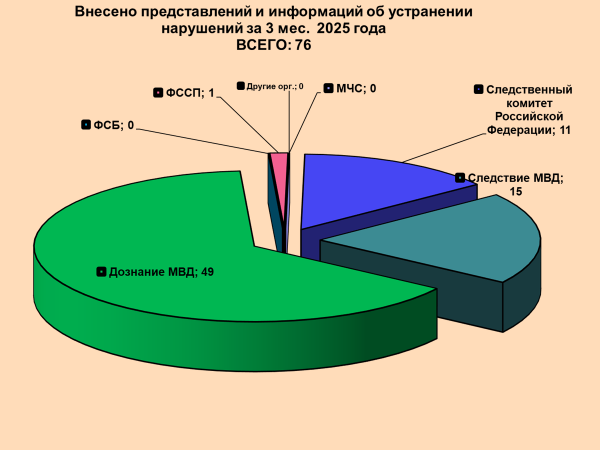 Внесено представлений и информаций об устранении
нарушений за 3 мес. 2025 года
ВСЕГО: 76
Другие орг.; 0
МЧС; 0
ФССП; 1
ФСБ; 0
Следственный
комитет
Российской
Федерации; 11
Следствие МВД;
15
Дознание МВД; 49